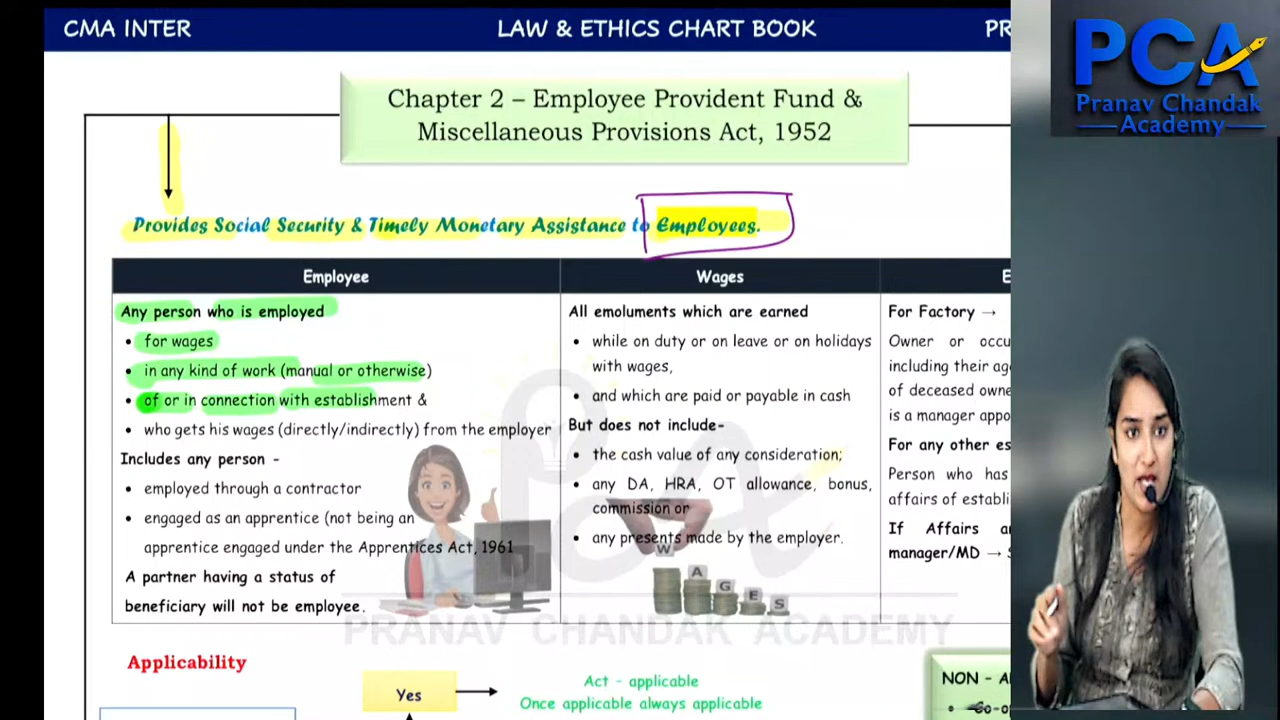 CMA INTER
LAW & ETHICS CHART BOOK
PCA
Pranav Chandak
Academy
Chapter 2 – Employee Provident Fund &
Miscellaneous Provisions Act, 1952
Provides Social Security & Timely Monetary Assistance to Employees.
Employee
Any person who is employed
• for wages
• in any kind of work (manual or otherwise)
• of or in connection with establishment &
• who gets his wages (directly/indirectly) from the employer
Includes any person -
• employed through a contractor
• engaged as an apprentice (not being an
apprentice engaged under the Apprentices Act, 1961
A partner having a status of
beneficiary will not be employee.
Wages
All emoluments which are earned
• while on duty or on leave or on holidays
with wages,
• and which are paid or payable in cash
But does not include-
• the cash value of any consideration;
• any DA, HRA, OT allowance, bonus,
commission or
• any presents made by the employer.
W
A
G
E
S
For Factory →
Owner or
including their
of deceased
is a manager
For any other
Person who has
affairs of
If Affairs
manager/MD →
PRANAV CHANDAK ACADEMY
Applicability
Yes
Act - applicable
Once applicable always applicable